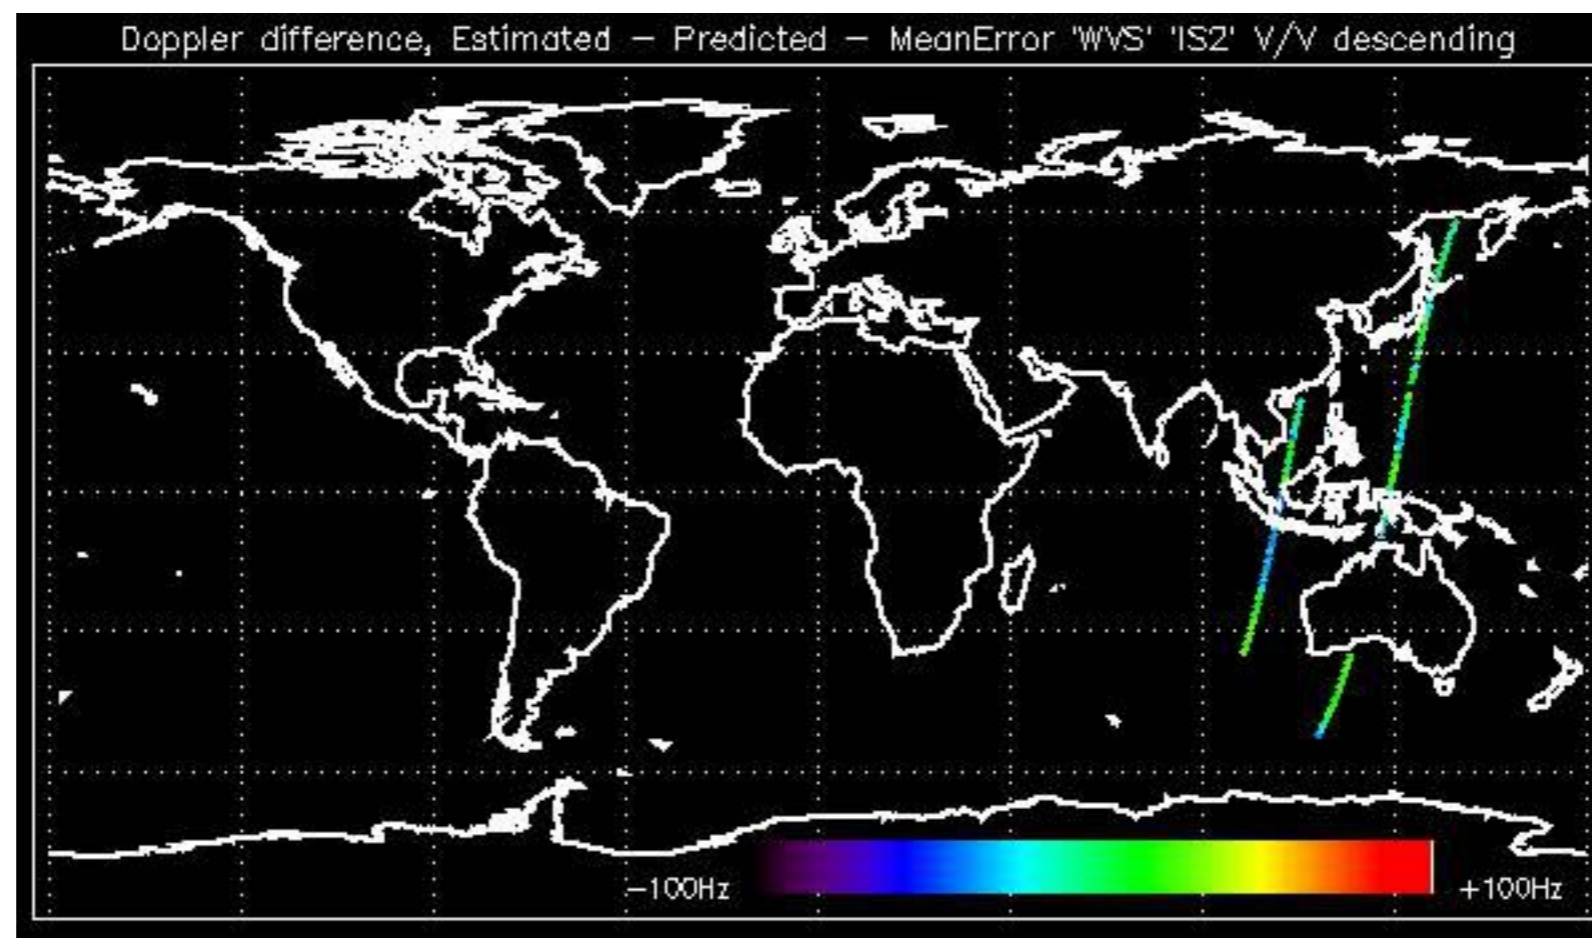 Doppler difference, Estimated – Predicted – MeanError 'WVS' 'IS2' V/V descending
–100Hz
+100Hz